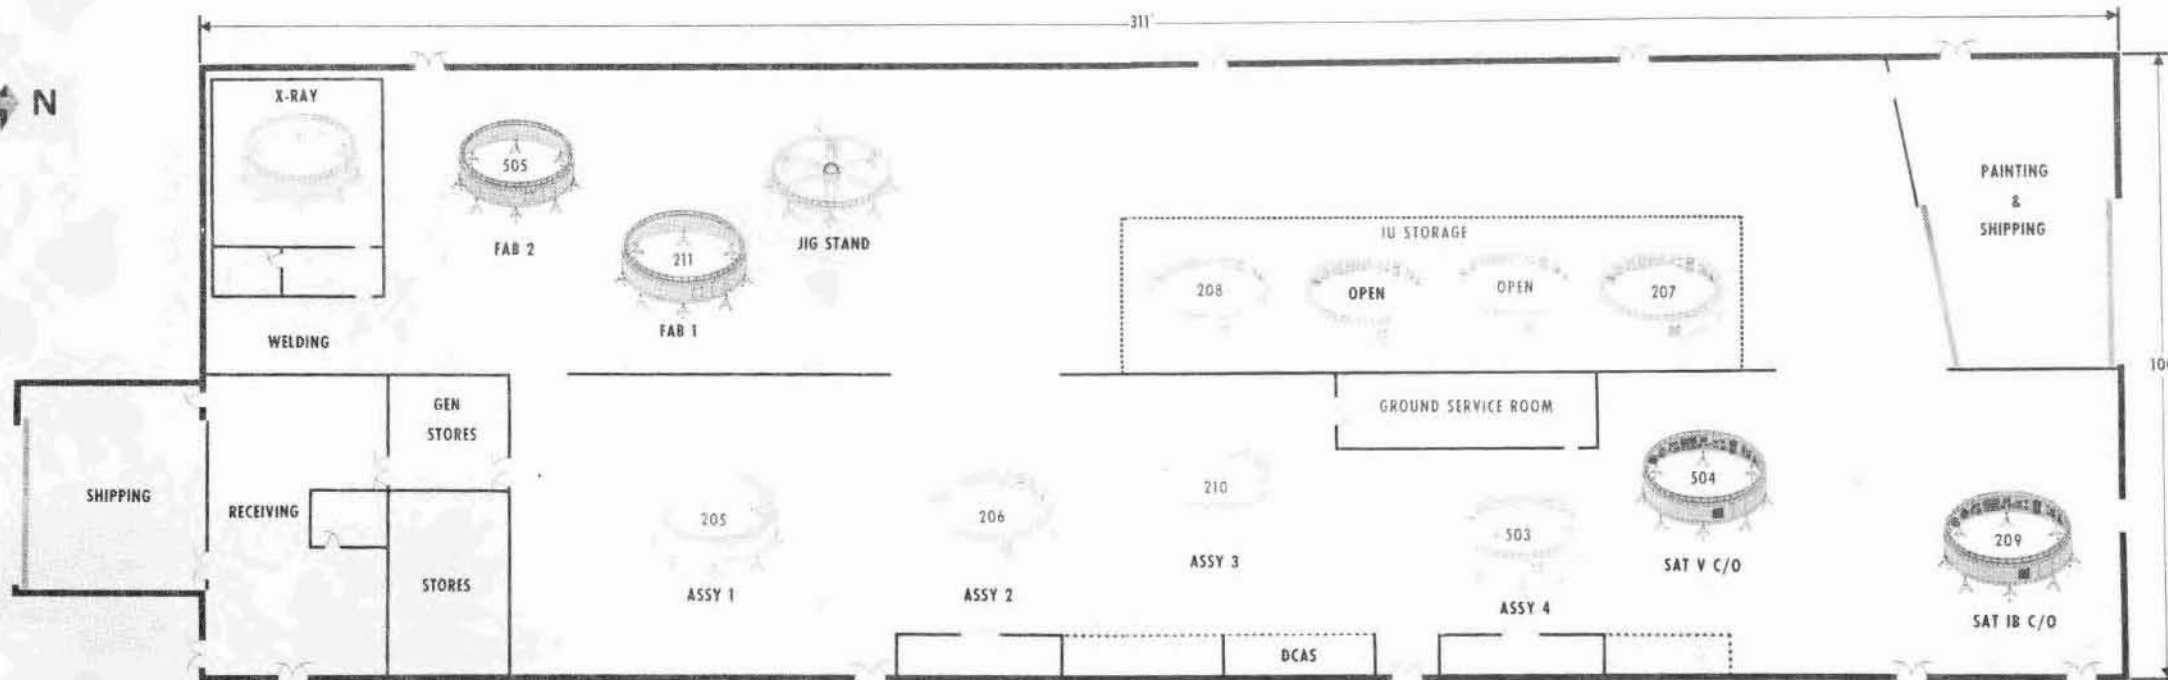 311'
N
X-RAY
505
FAB 2
211
FAB 1
JIG STAND
WELDING
IU STORAGE
208
OPEN
OPEN
207
PAINTING
&
SHIPPING
SHIPPING
RECEIVING
GEN
STORES
STORES
GROUND SERVICE ROOM
205
ASSY 1
206
ASSY 2
210
ASSY 3
503
ASSY 4
504
SAT V C/O
209
SAT IB C/O
DCAS